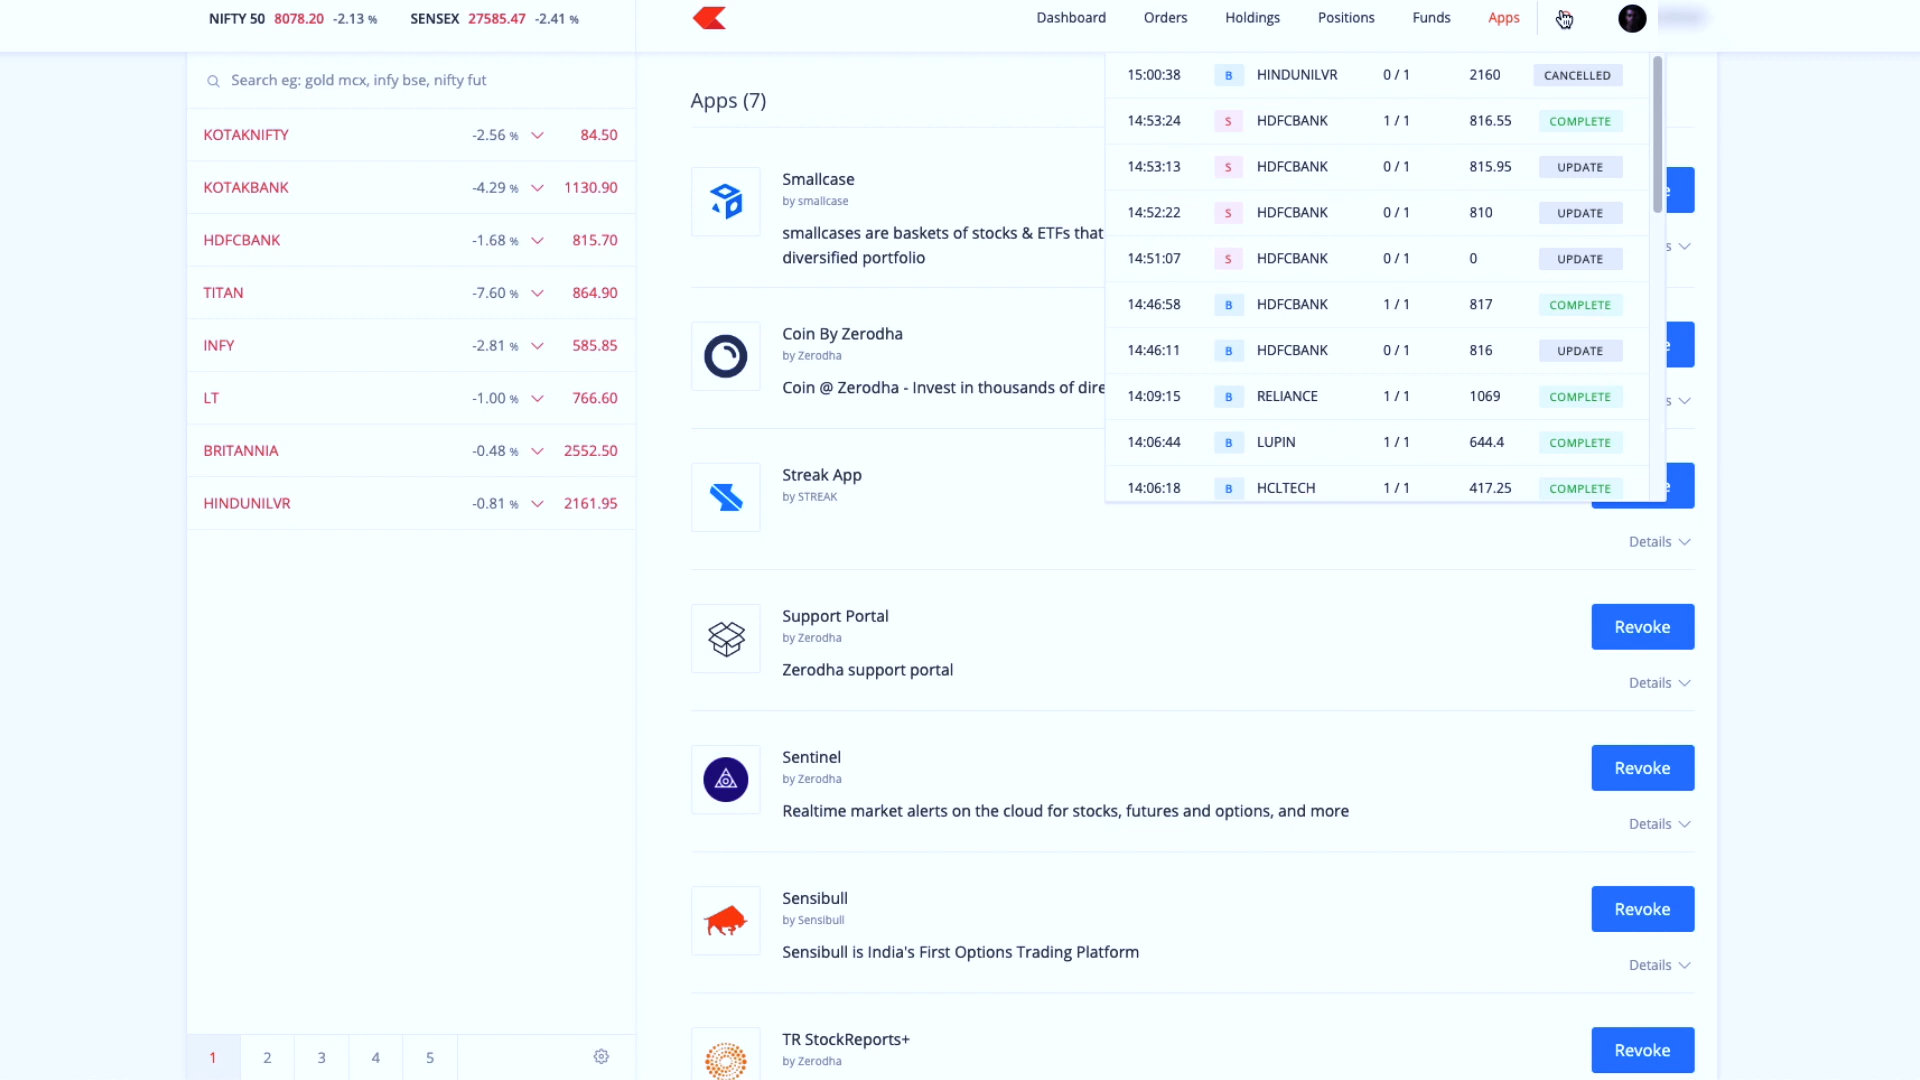 NIFTY 50 8078.20 -2.13 % SENSEX 27585.47 -2.41 %
Dashboard Orders Holdings Positions Funds Apps
Search eg: gold mcx, infy bse, nifty fut
KOTAKNIFTY -2.56 % 84.50
KOTAKBANK -4.29 % 1130.90
HDFCBANK -1.68 % 815.70
TITAN -7.60 % 864.90
INFY -2.81 % 585.85
LT -1.00 % 766.60
BRITANNIA -0.48 % 2552.50
HINDUNILVR -0.81 % 2161.95
1 2 3 4 5
Apps (7)
15:00:38 B HINDUNILVR 0 / 1 2160 CANCELLED
14:53:24 S HDFCBANK 1 / 1 816.55 COMPLETE
14:53:13 S HDFCBANK 0 / 1 815.95 UPDATE
14:52:22 S HDFCBANK 0 / 1 810 UPDATE
14:51:07 S HDFCBANK 0 / 1 0 UPDATE
14:46:58 B HDFCBANK 1 / 1 817 COMPLETE
14:46:11 B HDFCBANK 0 / 1 816 UPDATE
14:09:15 B RELIANCE 1 / 1 1069 COMPLETE
14:06:44 B LUPIN 1 / 1 644.4 COMPLETE
14:06:18 B HCLTECH 1 / 1 417.25 COMPLETE
Smallcase
by smallcase
smallcases are baskets of stocks & ETFs that
diversified portfolio
Coin By Zerodha
by Zerodha
Coin @ Zerodha - Invest in thousands of dire
Streak App
by STREAK
Details
Support Portal
by Zerodha
Zerodha support portal
Revoke
Details
Sentinel
by Zerodha
Realtime market alerts on the cloud for stocks, futures and options, and more
Revoke
Details
Sensibull
by Sensibull
Sensibull is India's First Options Trading Platform
Revoke
Details
TR StockReports+
by Zerodha
Revoke